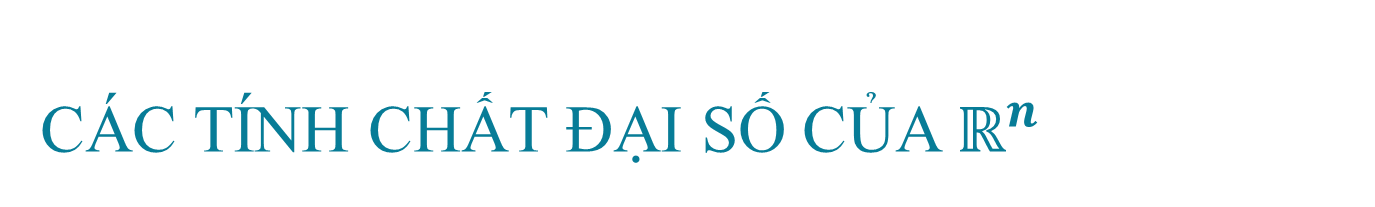 CÁC TÍNH CHẤT ĐẠI SỐ CỦA ℝⁿ